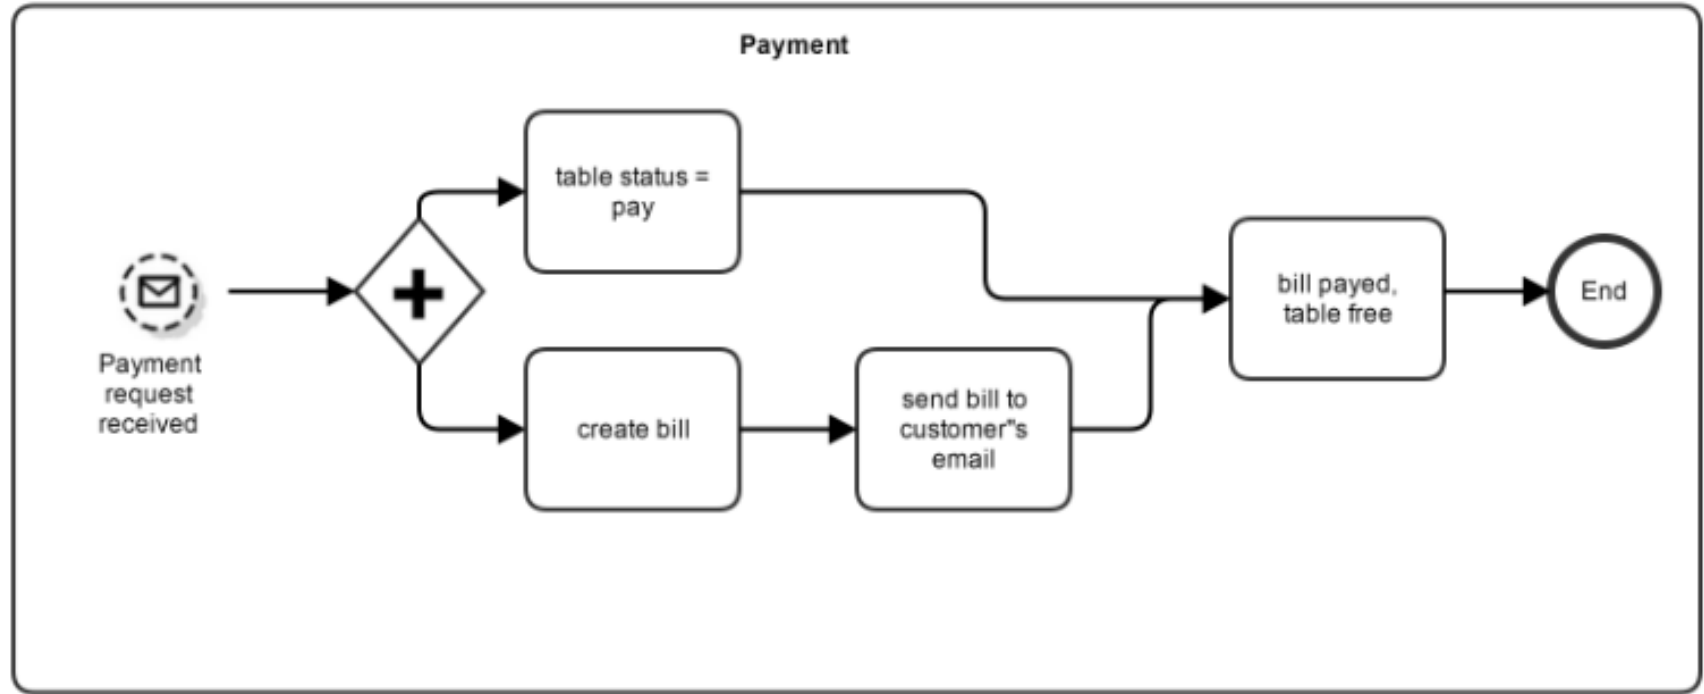 Payment
Payment
request
received
table status =
pay
create bill
send bill to
customer"s
email
bill payed,
table free
End